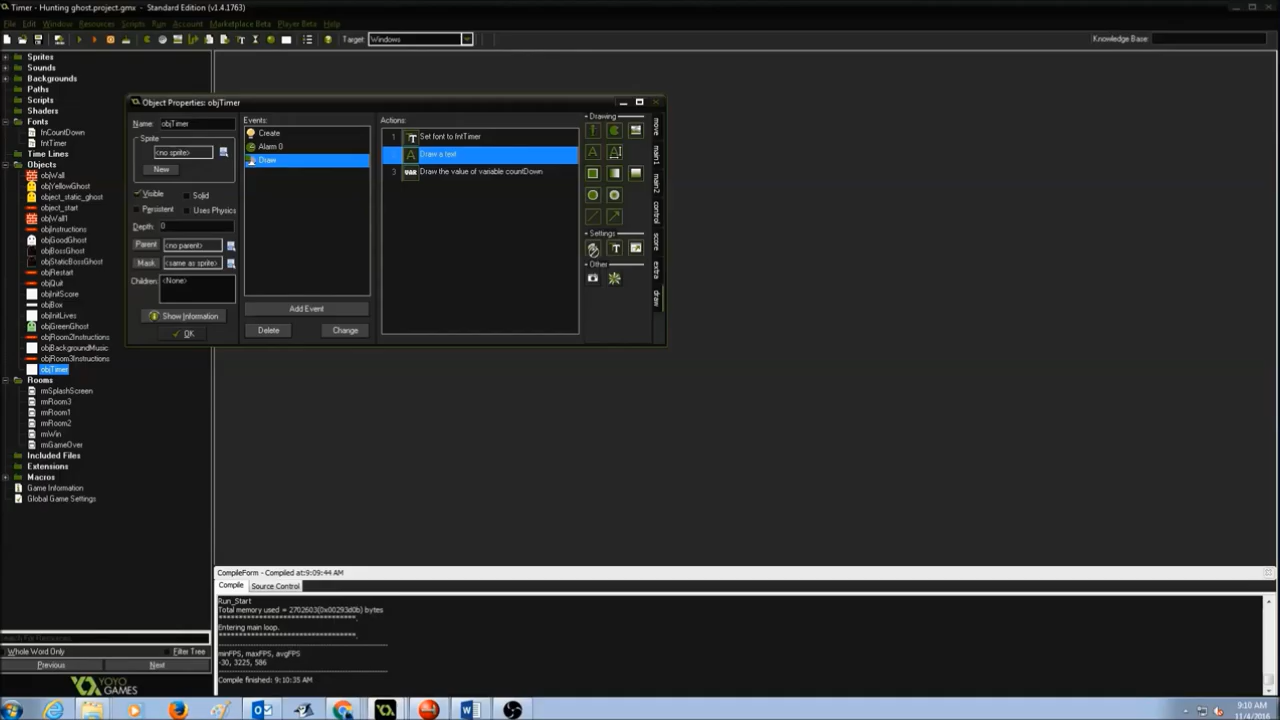 Timer - Hunting ghost.project.gmx - Standard Edition (v1.4.1763)
File Edit Window Resources Scripts Run Account Marketplace Beta Player Beta Help
Target: Windows
Knowledge Base:
Sprites
Sounds
Backgrounds
Paths
Scripts
Shaders
Fonts
fnCountDown
fntTimer
Time Lines
Objects
objWall
objYellowGhost
object_static_ghost
object_start
objWall1
objInstructions
objGoodGhost
objBossGhost
objStaticBossGhost
objRestart
objQuit
objInitScore
objBox
objInitLives
objGreenGhost
objRoom2Instructions
objBackgroundMusic
objRoom3Instructions
objTimer
Rooms
rmSplashScreen
rmRoom3
rmRoom1
rmRoom2
rmWin
rmGameOver
Included Files
Extensions
Macros
Game Information
Global Game Settings
Search For Resources
Whole Word Only
Filter Tree
Previous
Next
YOYO
GAMES
Object Properties: objTimer
Name: objTimer
Sprite
<no sprite>
New
Visible
Solid
Persistent
Uses Physics
Depth: 0
Parent
<no parent>
Mask
<same as sprite>
Children:
<None>
Show Information
OK
Events:
Create
Alarm 0
Draw
Add Event
Delete
Change
Actions:
1 Set font to fntTimer
Draw a text
3 VAR Draw the value of variable countDown
Drawing
Settings
Other
move
main1
main2
control
score
extra
draw
CompileForm - Compiled at:9:09:44 AM
Compile
Source Control
Run_Start
Total memory used = 2702603(0x00293d0b) bytes
Entering main loop.
minFPS, maxFPS, avgFPS
-30, 3225, 586
Compile finished: 9:10:35 AM
9:10 AM
11/4/2016